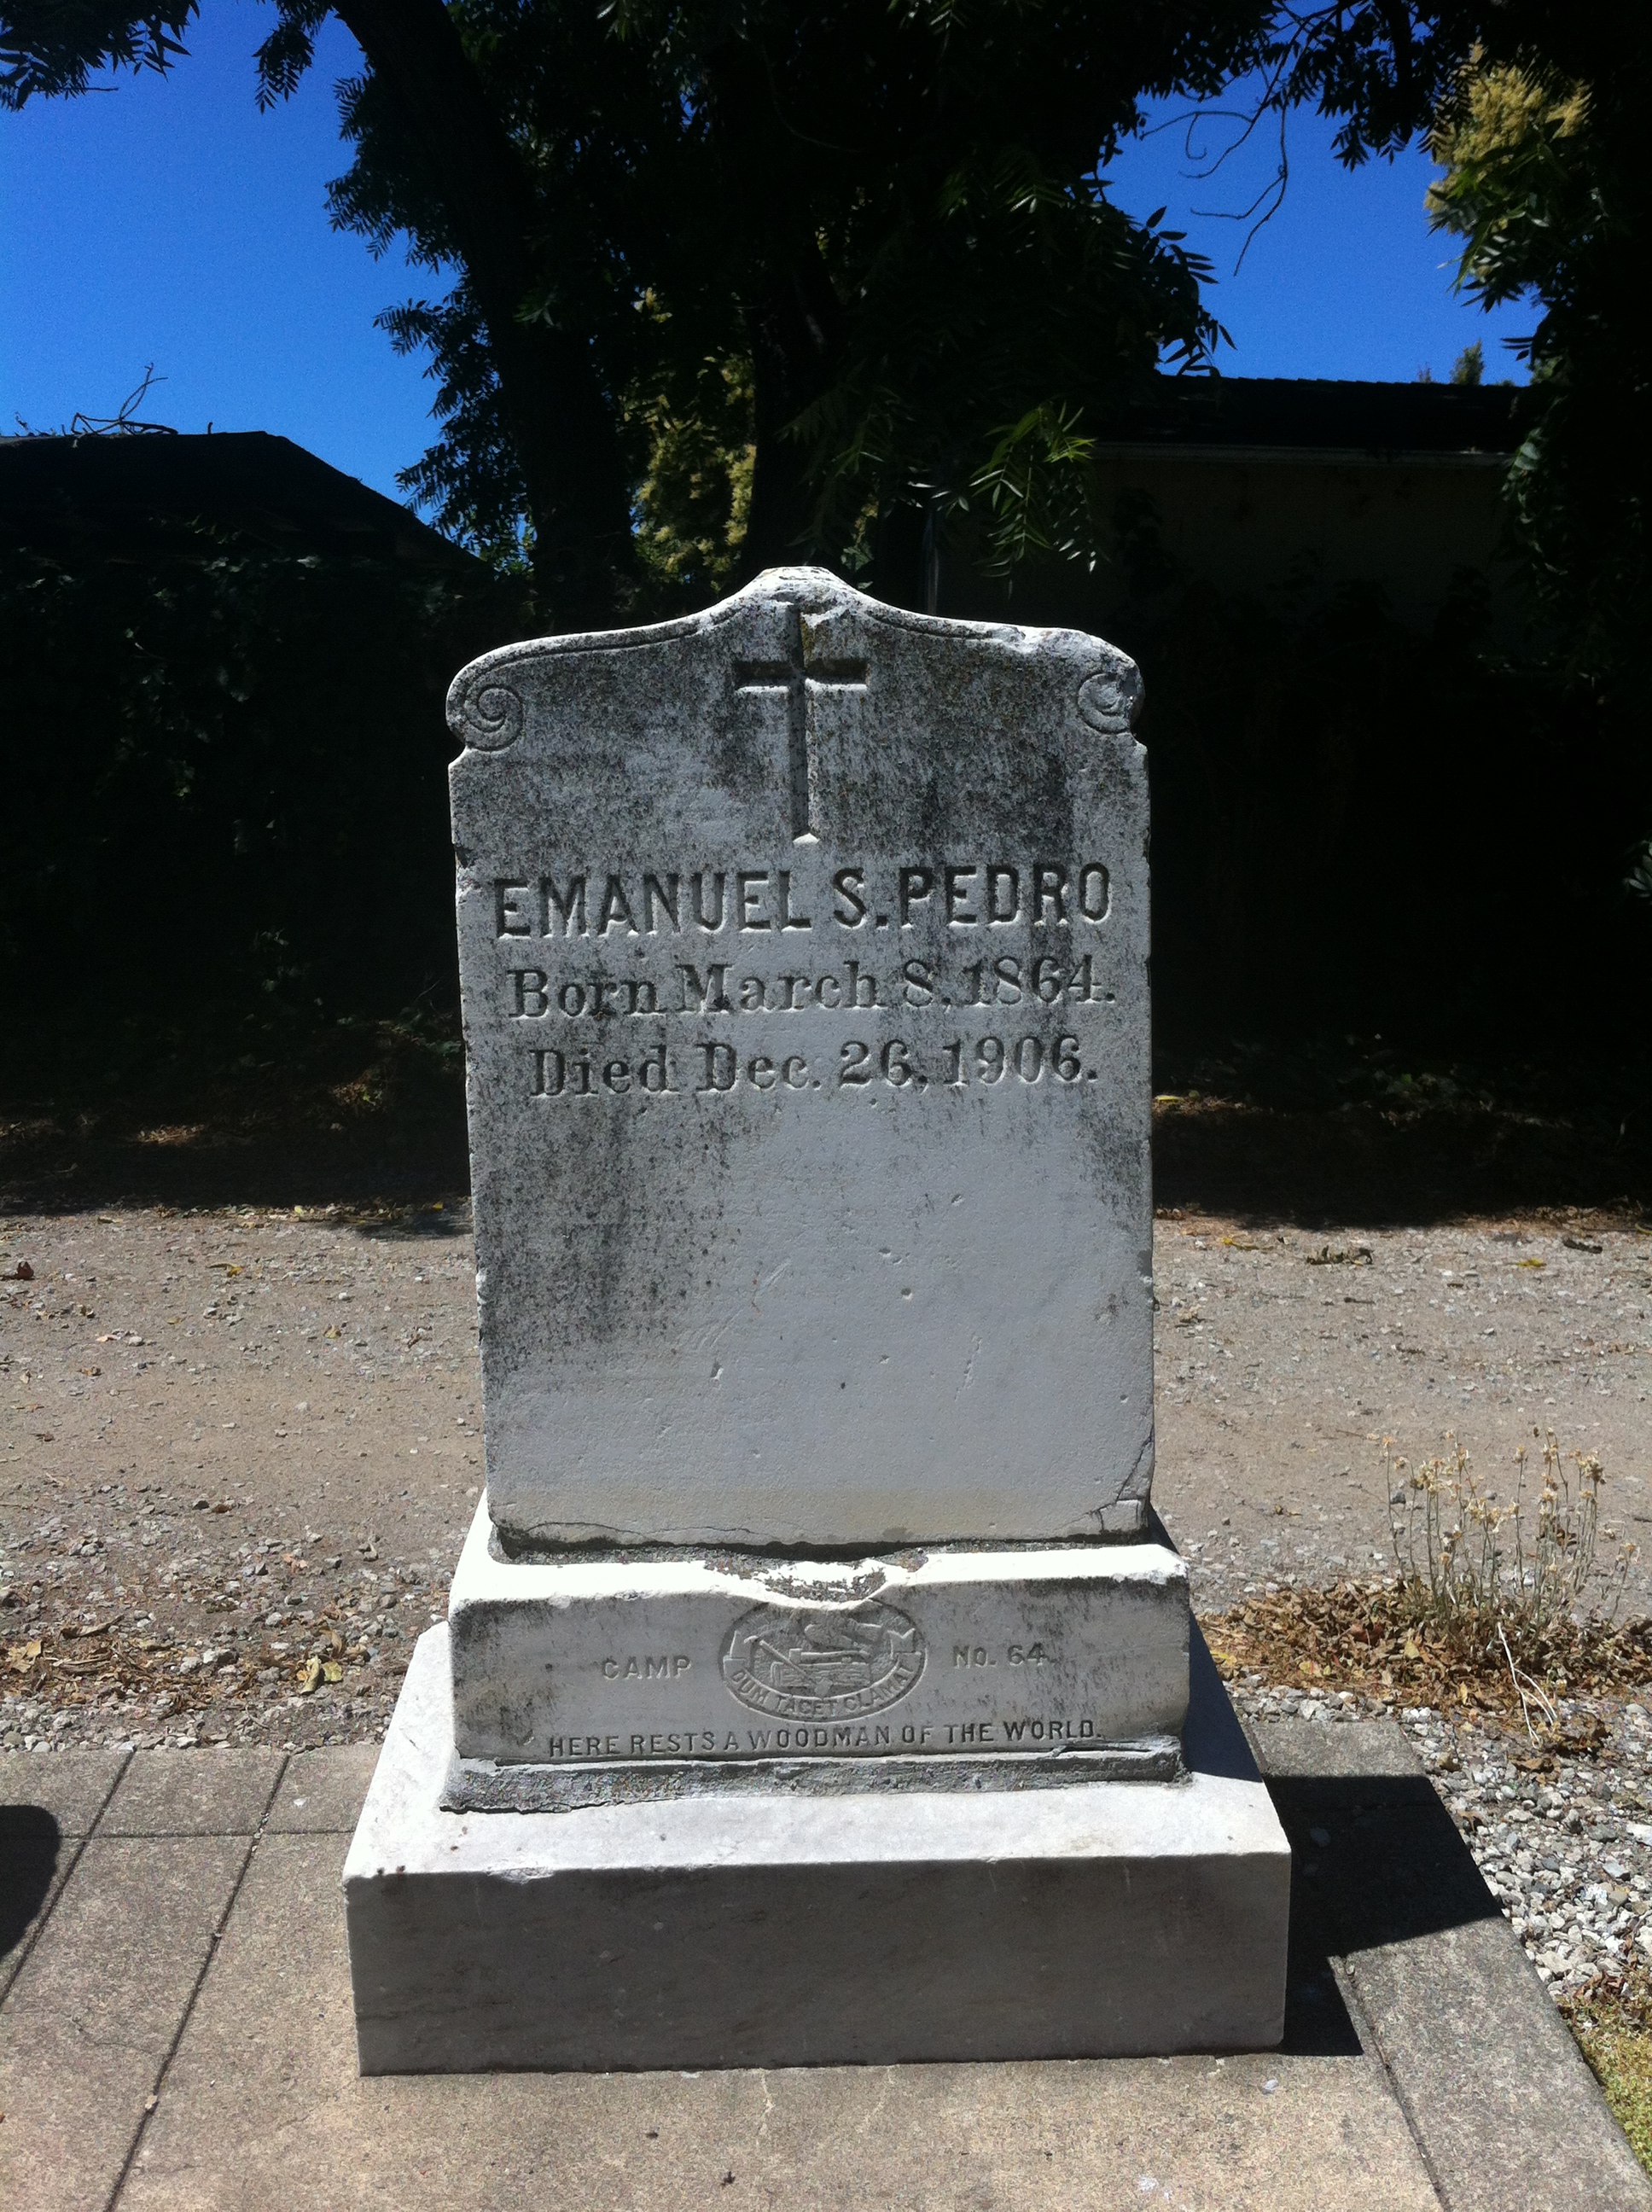 EMANUEL S. PEDRO
Born March 8, 1864.
Died Dec. 26, 1906.
CAMP NO. 64
DUM TACET CLAMAT
HERE RESTS A WOODMAN OF THE WORLD.